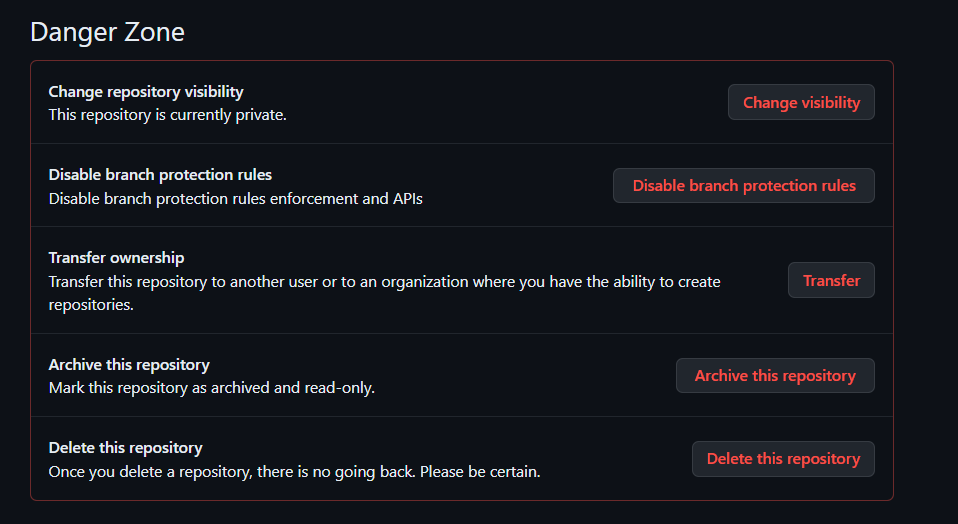 Danger Zone
Change repository visibility
This repository is currently private.
Change visibility
Disable branch protection rules
Disable branch protection rules enforcement and APIs
Disable branch protection rules
Transfer ownership
Transfer this repository to another user or to an organization where you have the ability to create
repositories.
Transfer
Archive this repository
Mark this repository as archived and read-only.
Archive this repository
Delete this repository
Once you delete a repository, there is no going back. Please be certain.
Delete this repository